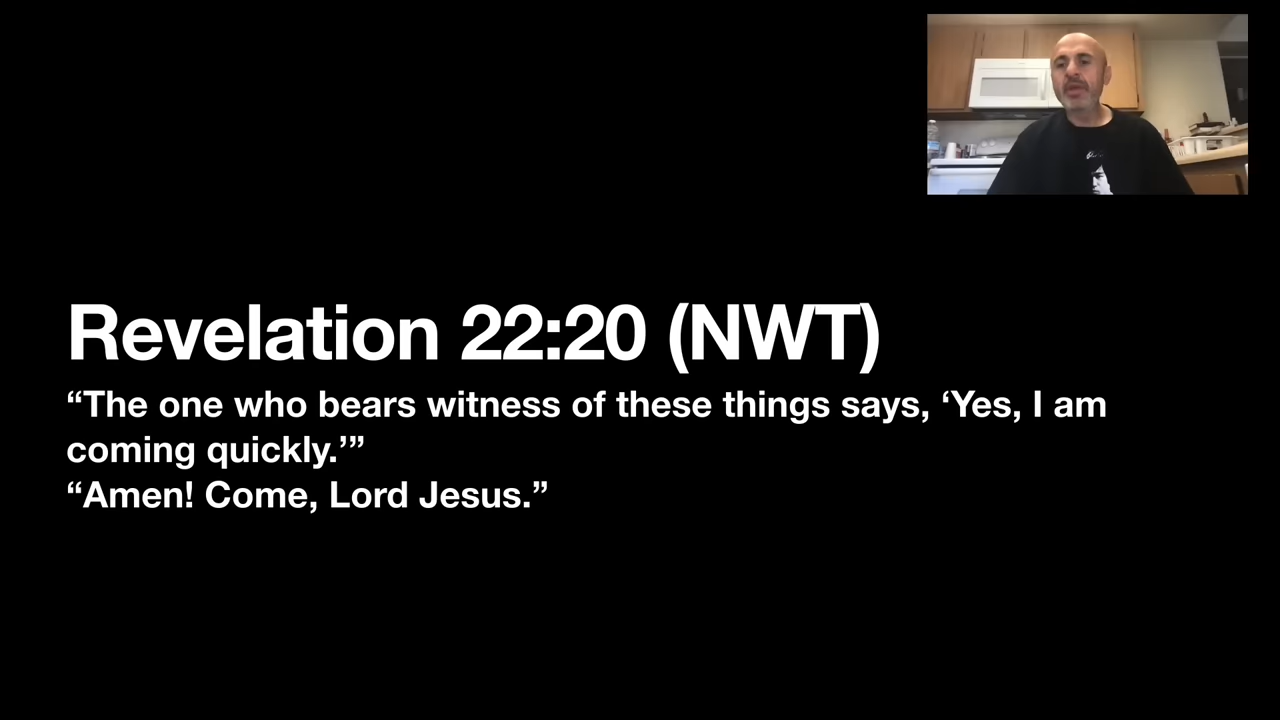 Revelation 22:20 (NWT)
“The one who bears witness of these things says, ‘Yes, I am
coming quickly.’”
“Amen! Come, Lord Jesus.”